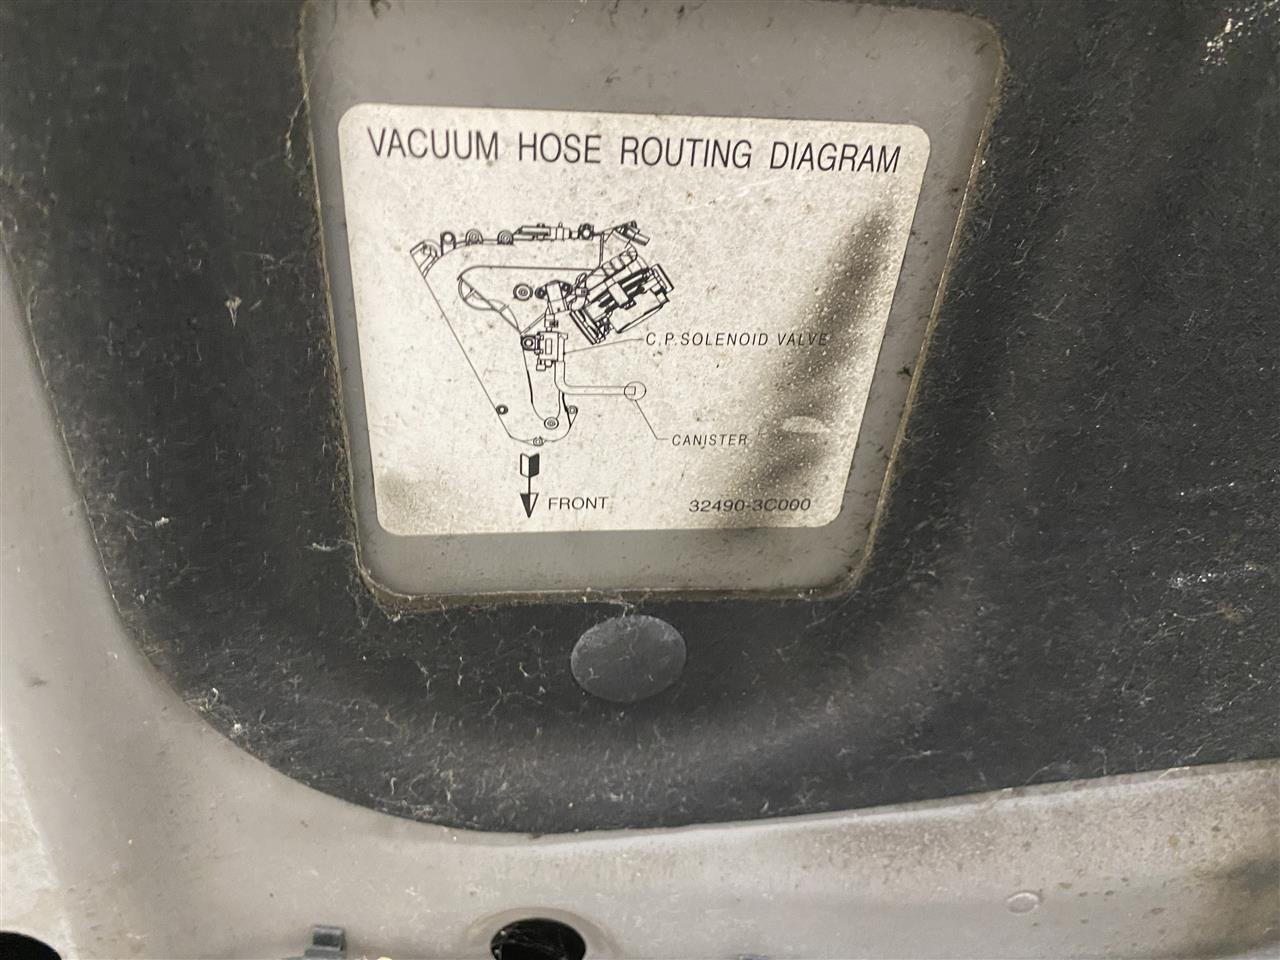 VACUUM HOSE ROUTING DIAGRAM
C.P.SOLENOID VALVE
CANISTER
FRONT
32490-3C000